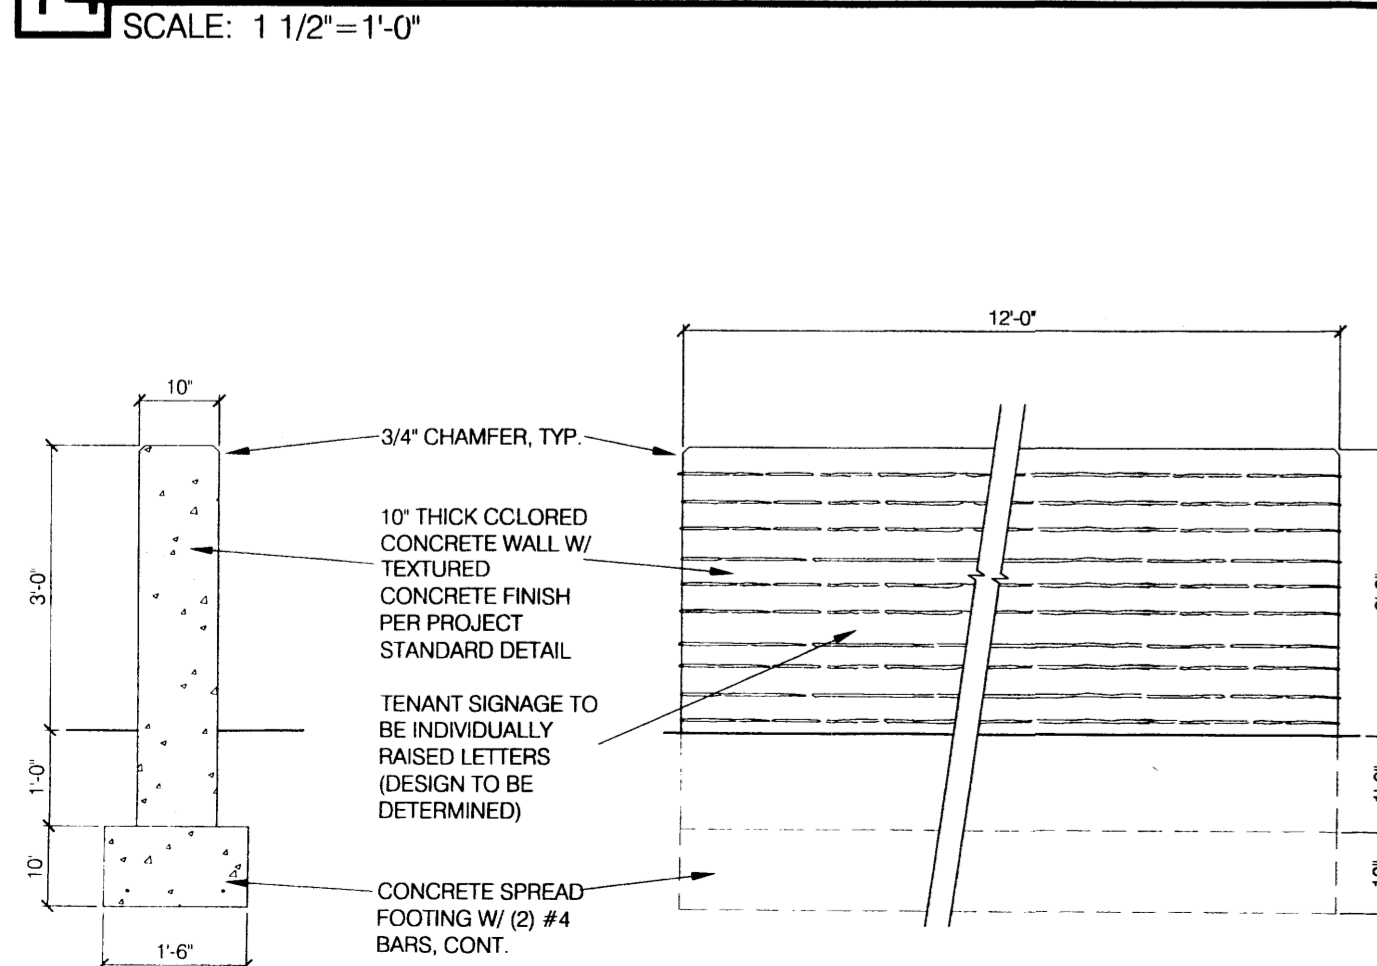 SCALE: 1 1/2"=1'-0"
12'-0"
10"
3/4" CHAMFER, TYP.
10" THICK CCLORED
CONCRETE WALL W/
TEXTURED
CONCRETE FINISH
PER PROJECT
STANDARD DETAIL
3'-0"
TENANT SIGNAGE TO
BE INDIVIDUALLY
RAISED LETTERS
(DESIGN TO BE
DETERMINED)
1'-0"
10'
CONCRETE SPREAD
FOOTING W/ (2) #4
BARS, CONT.
1'-6"